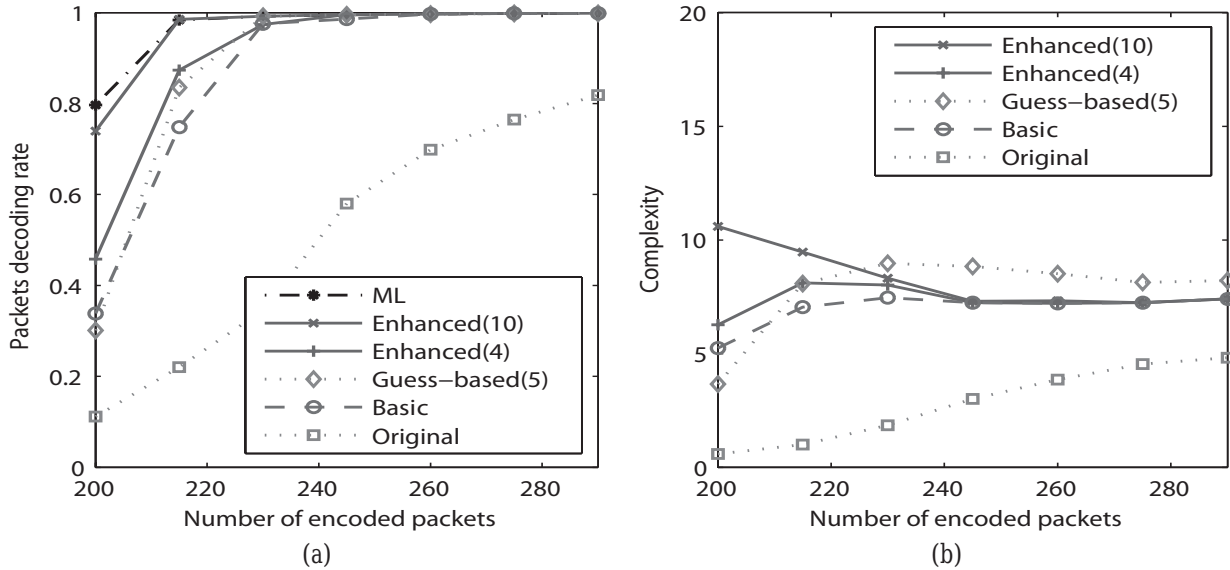 1
0.8
0.6
0.4
0.2
0
Packets decoding rate
200 220 240 260 280
Number of encoded packets
ML
Enhanced(10)
Enhanced(4)
Guess−based(5)
Basic
Original
(a)
20
15
10
5
0
Complexity
200 220 240 260 280
Number of encoded packets
Enhanced(10)
Enhanced(4)
Guess−based(5)
Basic
Original
(b)